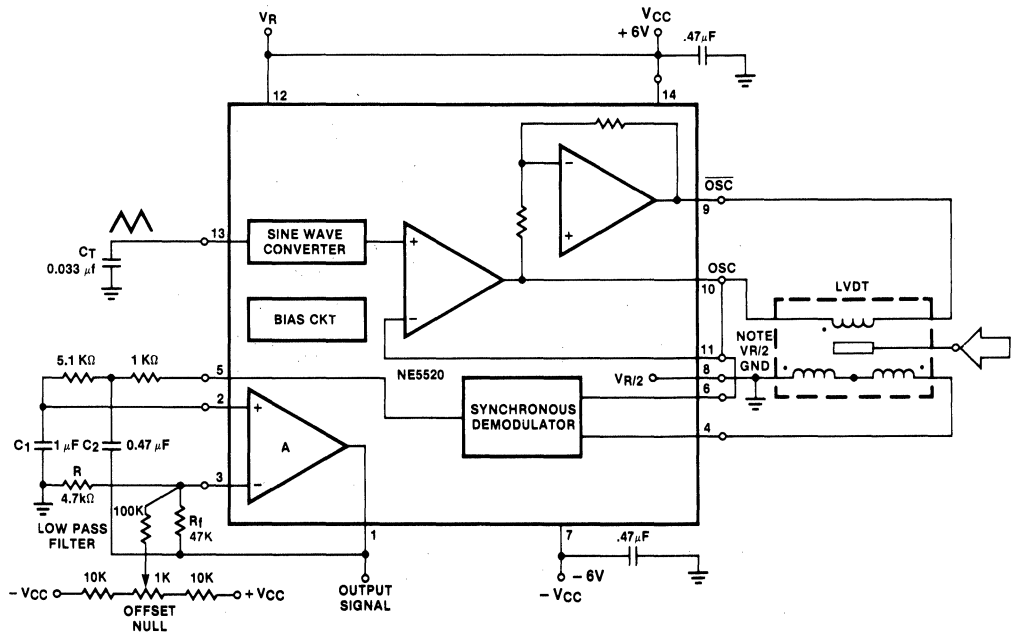 VR
VCC
+ 6V
.47µF
12
14
OSC
9
13
SINE WAVE
CONVERTER
+
−
−
+
CT
0.033 µf
OSC
10
LVDT
BIAS CKT
5.1 KΩ
1 KΩ
5
NE5520
11
NOTE
VR/2
GND
8
VR/2
6
2
+
A
SYNCHRONOUS
DEMODULATOR
4
C1
1 µF
C2
0.47 µF
R
4.7kΩ
3
−
100K
Rf
47K
LOW PASS
FILTER
1
7
.47µF
10K
1K
10K
− VCC
+ VCC
OFFSET
NULL
OUTPUT
SIGNAL
− 6V
− VCC